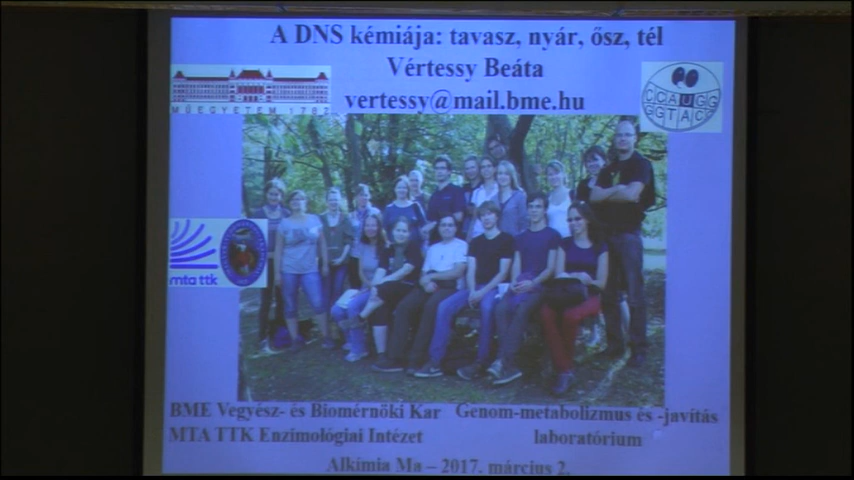 A DNS kémiája: tavasz, nyár, ősz, tél
Vértessy Beáta
vertessy@mail.bme.hu
MŰEGYETEM 1782
CCAUGG
GGTACC
mta ttk
BME Vegyész- és Biomérnöki Kar
Genom-metabolizmus és -javítás
MTA TTK Enzimológiai Intézet
laboratórium
Alkímia Ma – 2017. március 2.